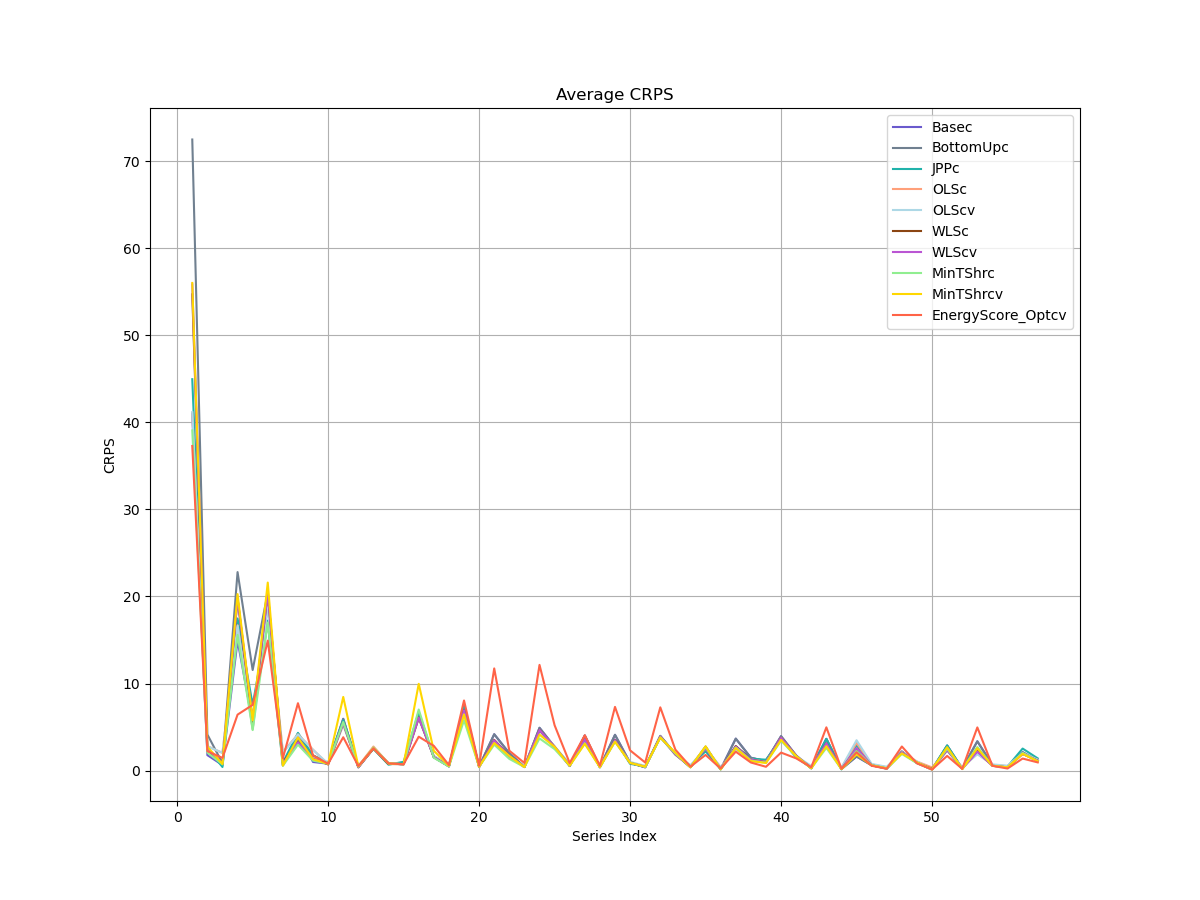 Average CRPS
Basec
BottomUpc
JPPc
OLSc
OLScv
WLSc
WLScv
MinTShrc
MinTShrcv
EnergyScore_Optcv
CRPS
70
60
50
40
30
20
10
0
0 10 20 30 40 50
Series Index